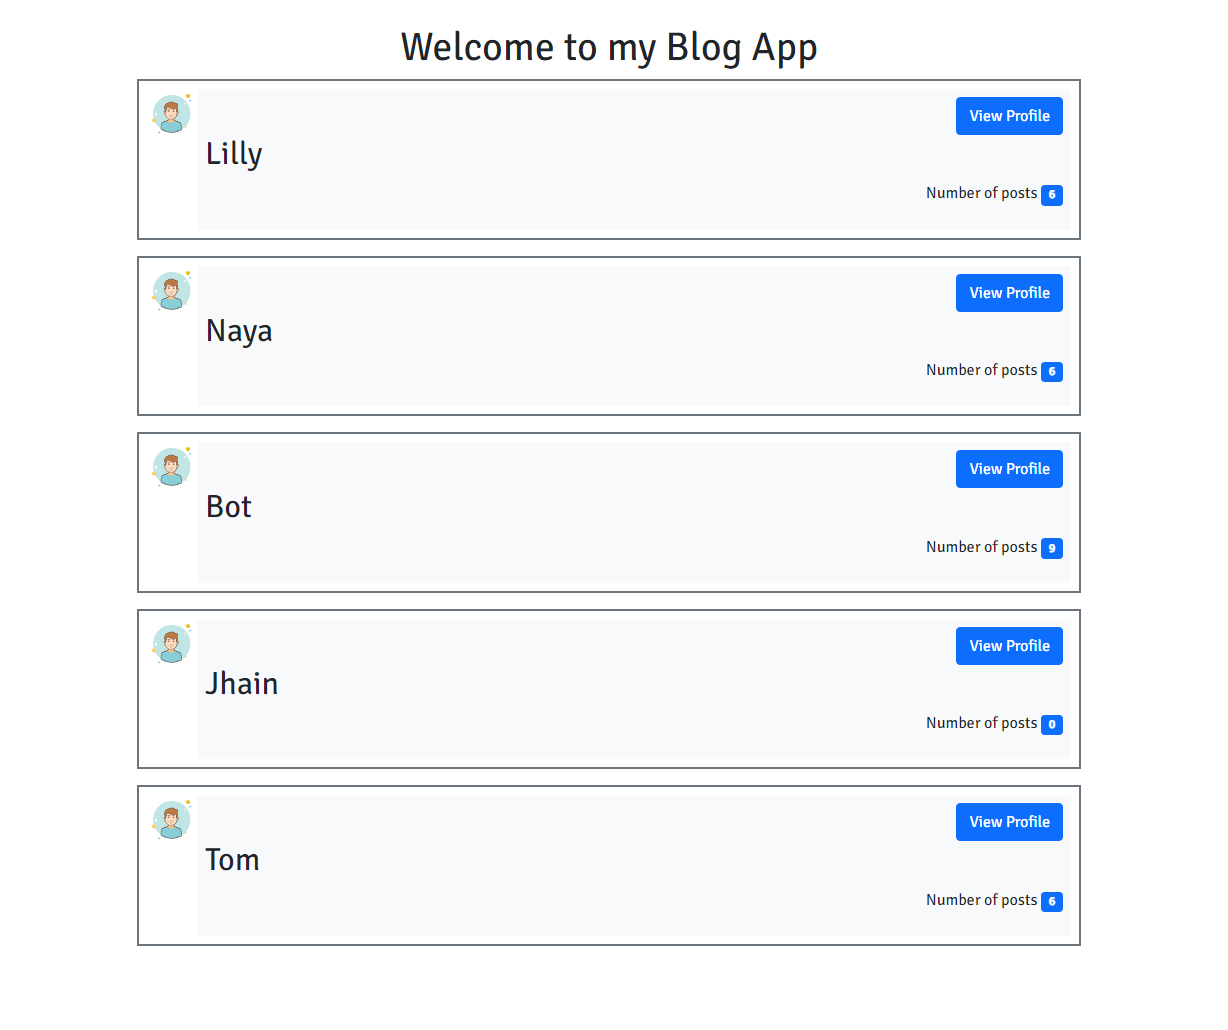 Welcome to my Blog App
View Profile
Lilly
Number of posts 6
View Profile
Naya
Number of posts 6
View Profile
Bot
Number of posts 9
View Profile
Jhain
Number of posts 0
View Profile
Tom
Number of posts 6